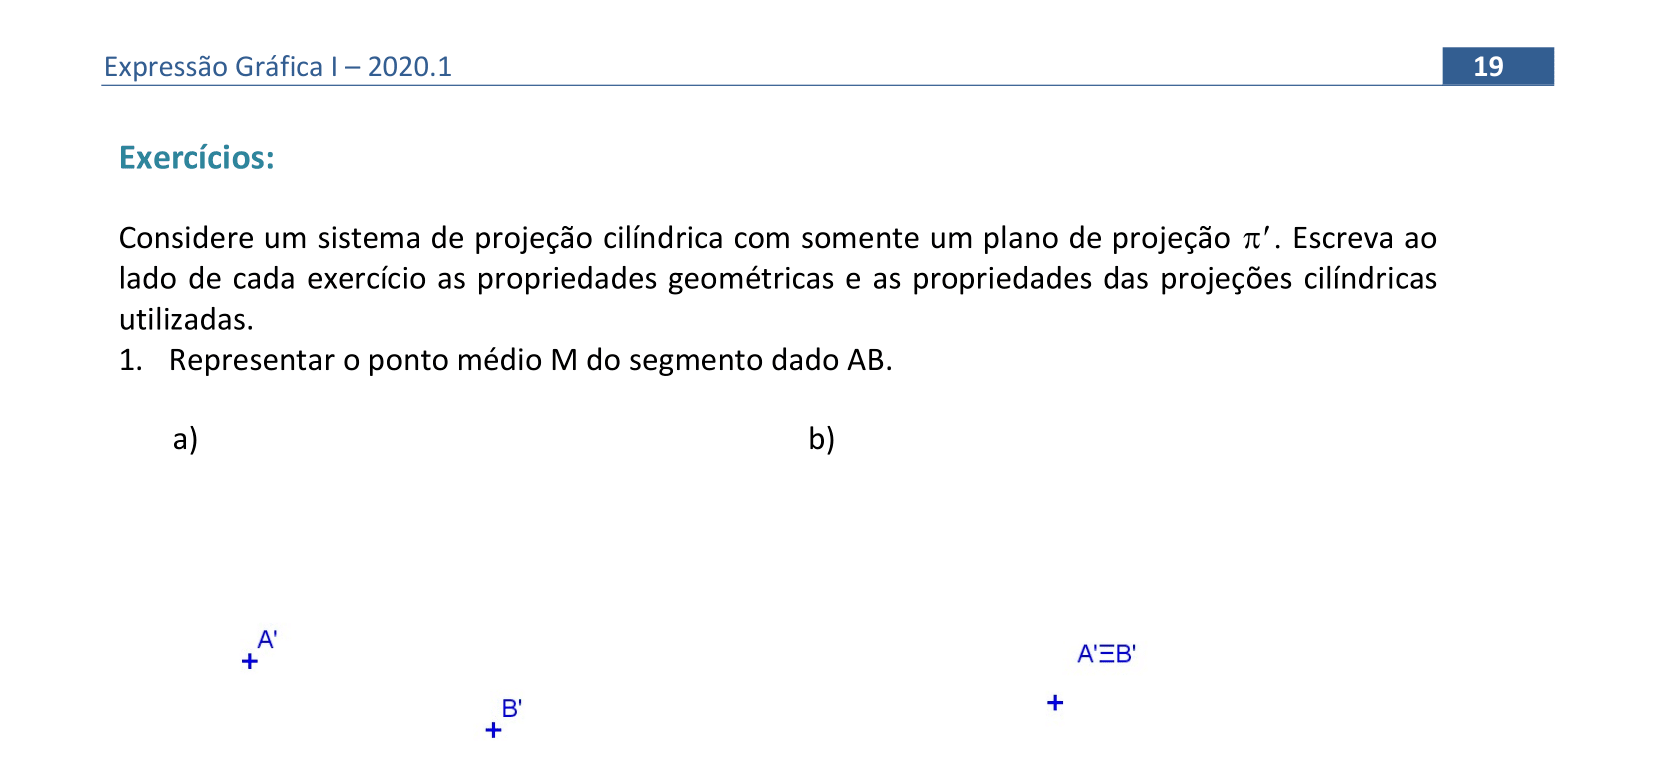 Expressão Gráfica I – 2020.1
19
Exercícios:
Considere um sistema de projeção cilíndrica com somente um plano de projeção π′. Escreva ao
lado de cada exercício as propriedades geométricas e as propriedades das projeções cilíndricas
utilizadas.
1. Representar o ponto médio M do segmento dado AB.
a)
b)
A'
A'ΞB'
B'